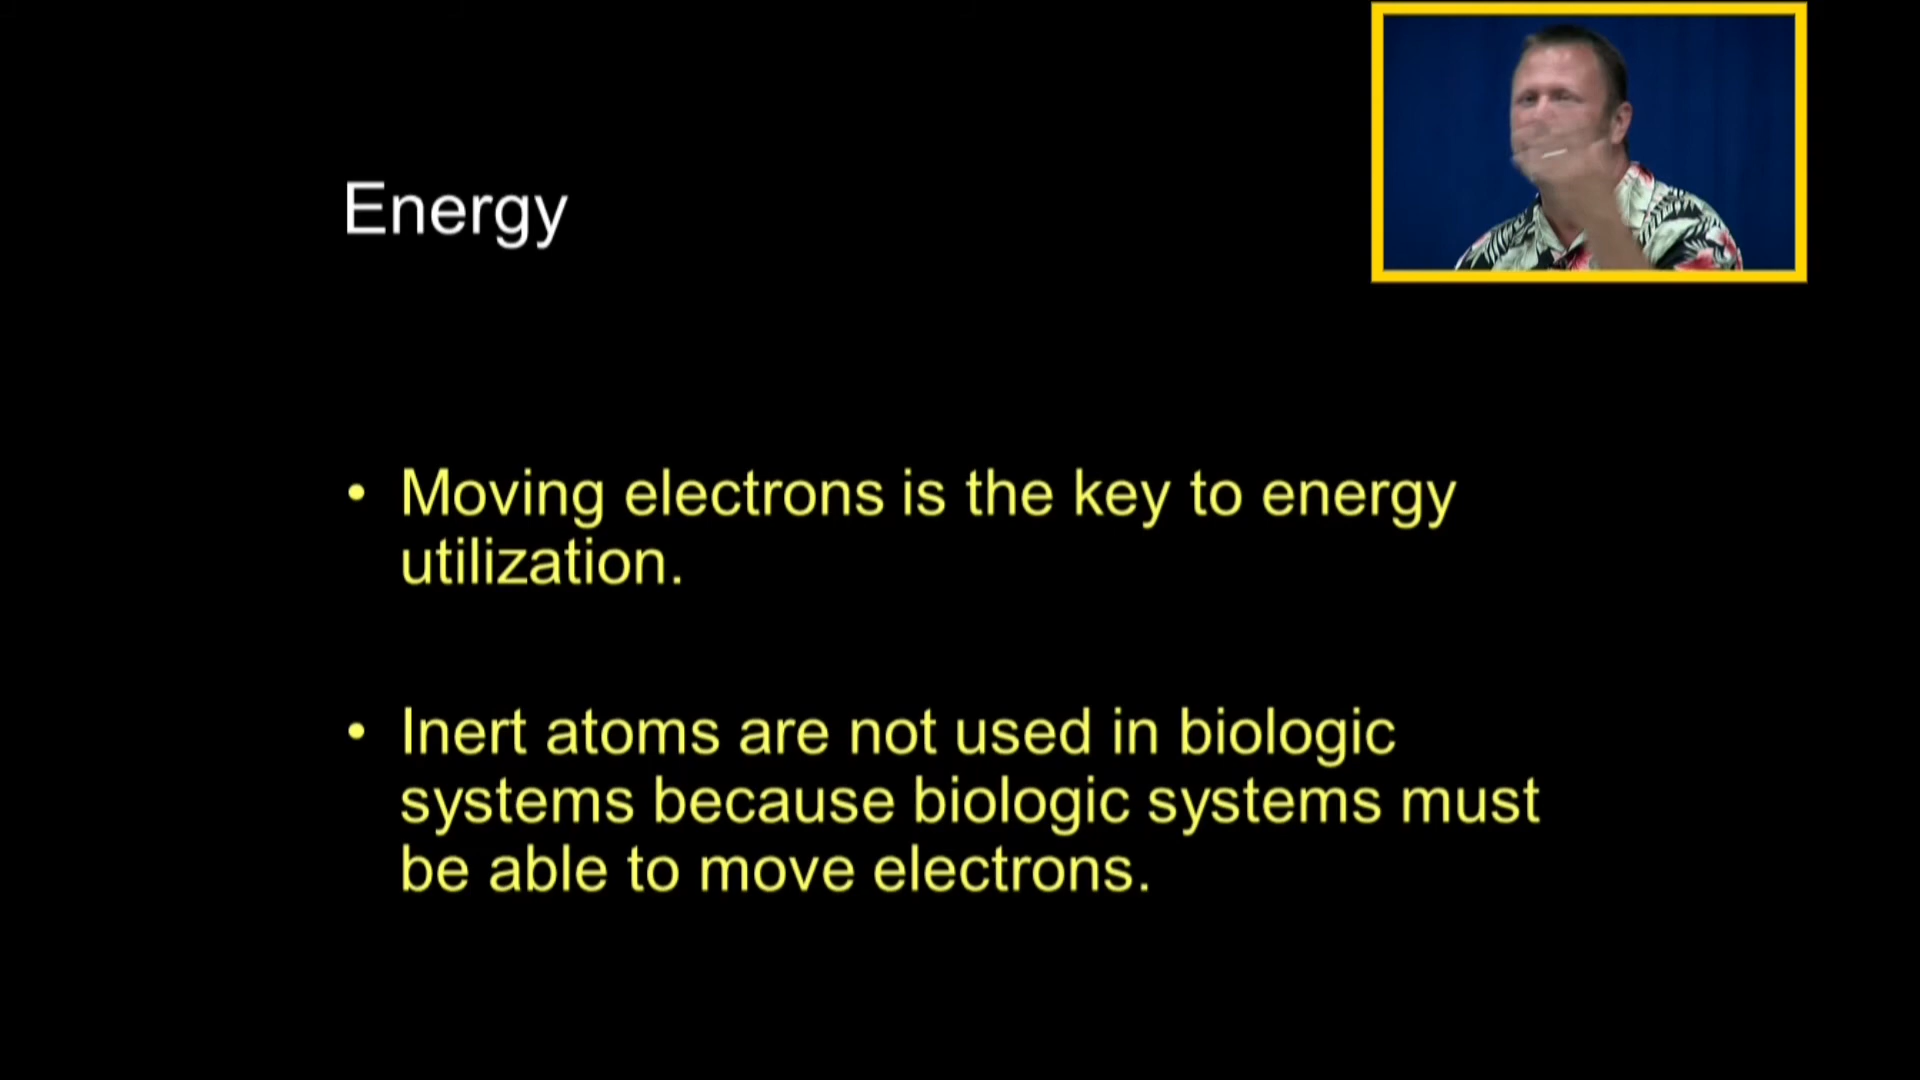 Energy
• Moving electrons is the key to energy
utilization.
• Inert atoms are not used in biologic
systems because biologic systems must
be able to move electrons.